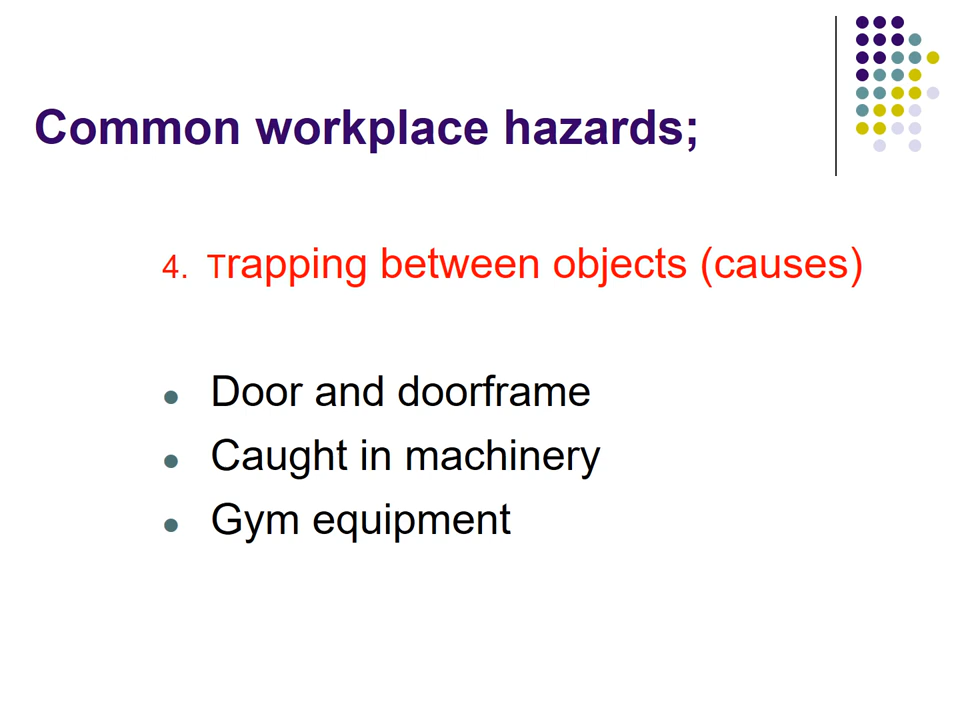 Common workplace hazards;
4. Trapping between objects (causes)
● Door and doorframe
● Caught in machinery
● Gym equipment